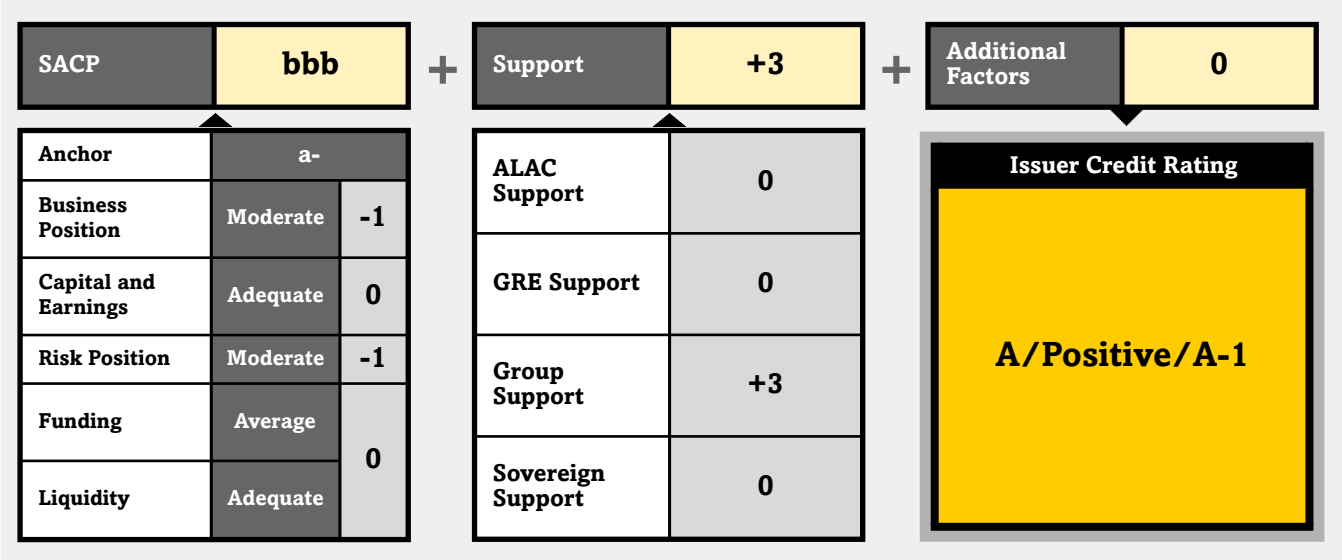 SACP
bbb
+
Support
+3
+
Additional
Factors
0
Anchor
a-
Business
Position
Moderate
-1
Capital and
Earnings
Adequate
0
Risk Position
Moderate
-1
Funding
Average
Liquidity
Adequate
0
ALAC
Support
0
GRE Support
0
Group
Support
+3
Sovereign
Support
0
Issuer Credit Rating
A/Positive/A-1